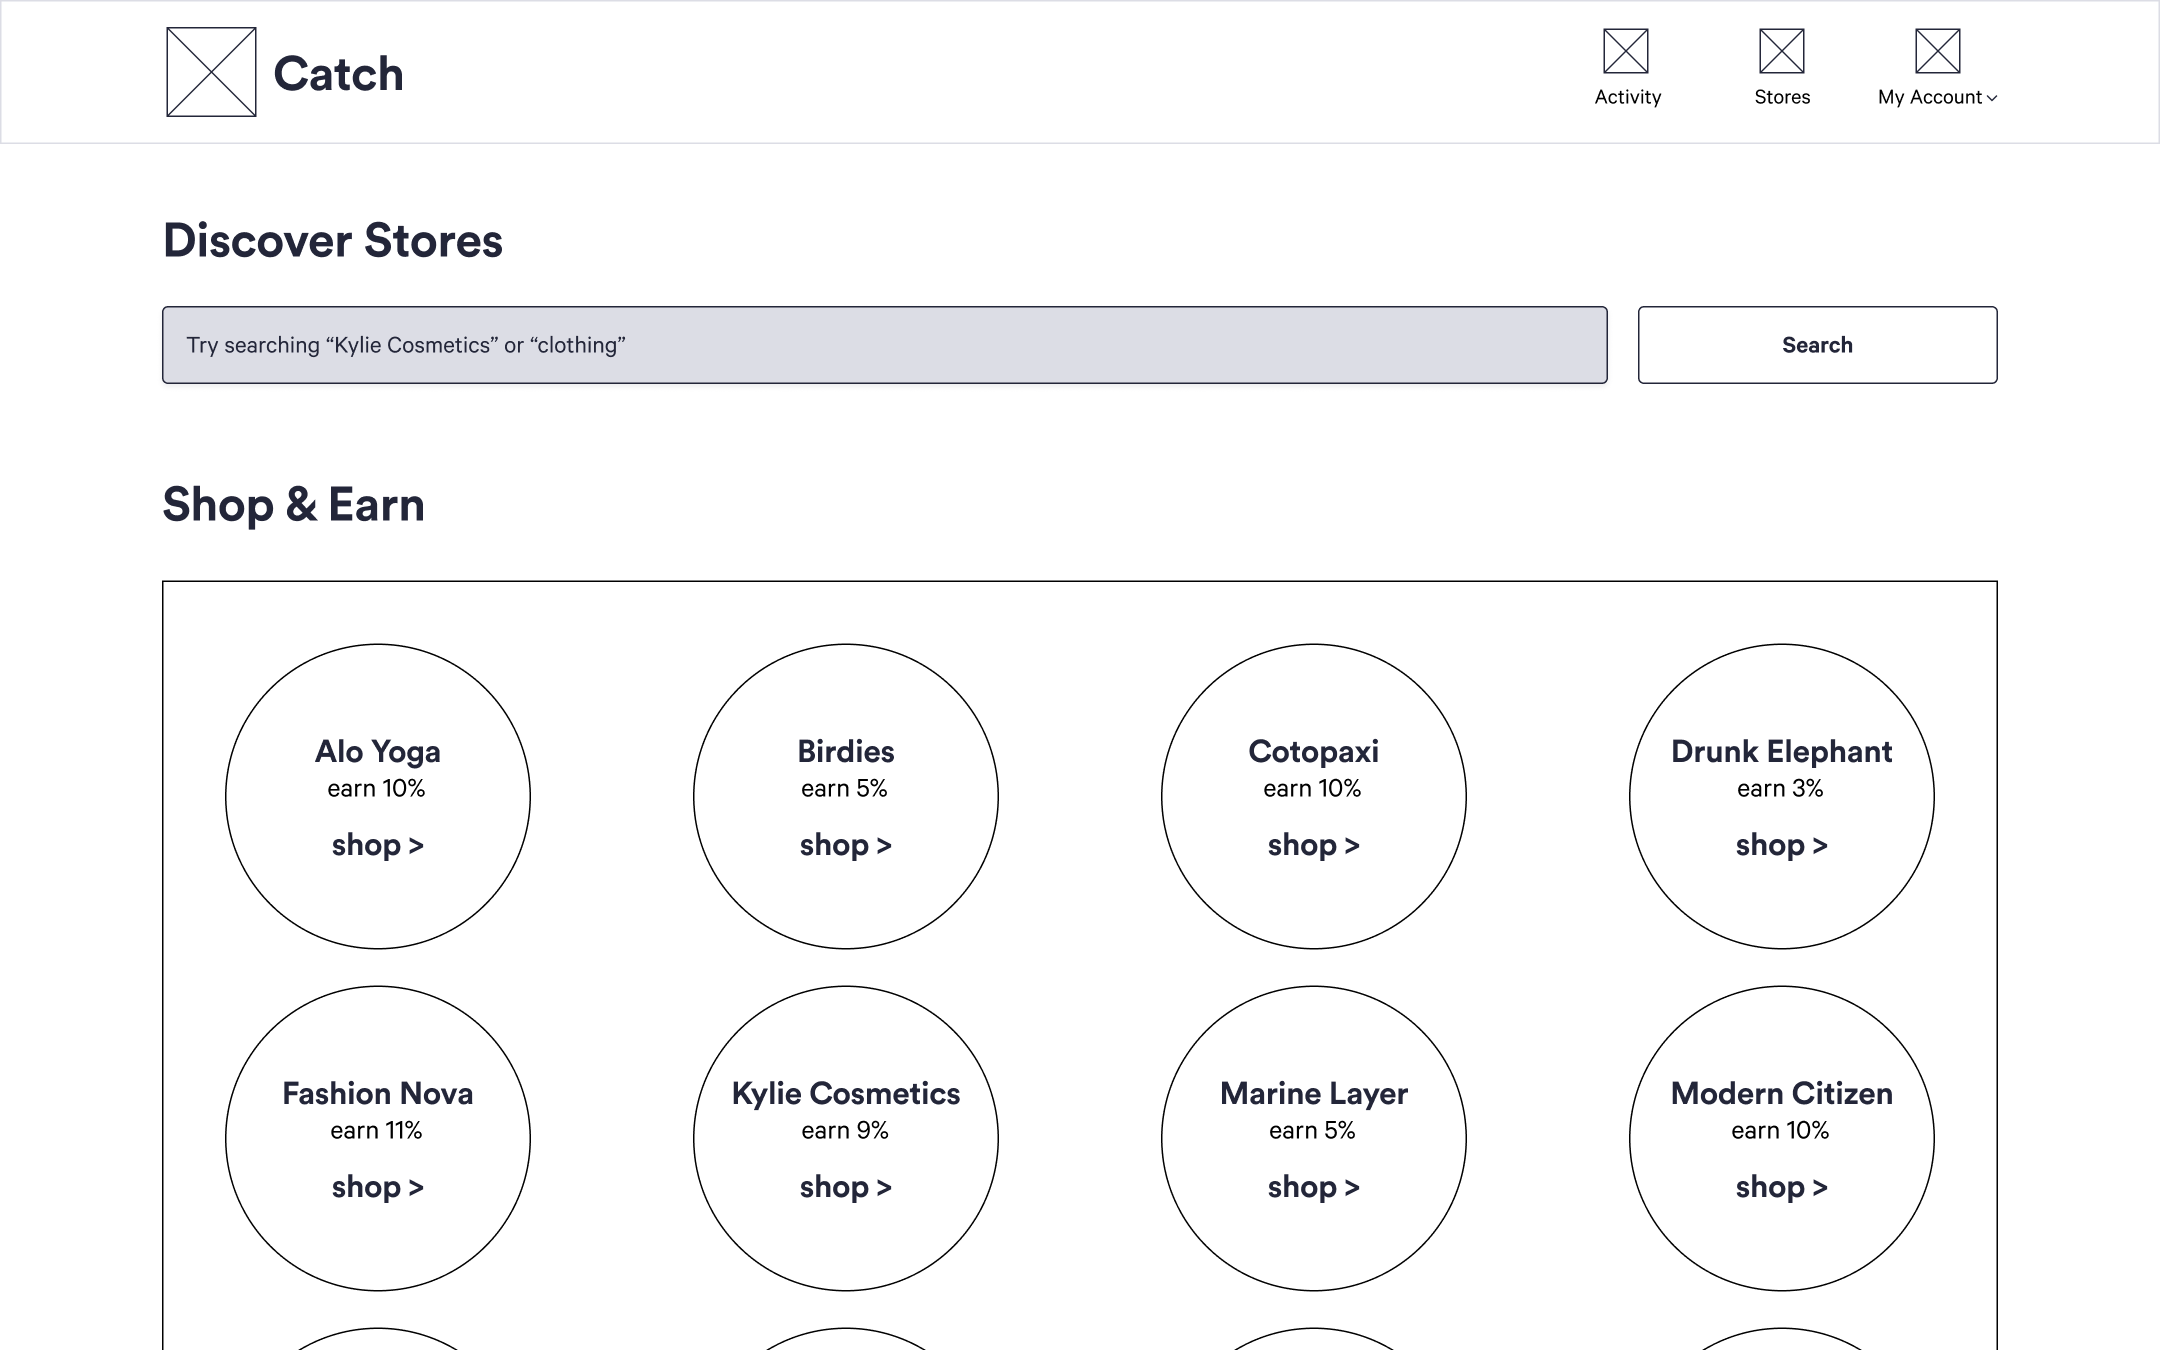 Catch
Activity
Stores
My Account
Discover Stores
Try searching “Kylie Cosmetics” or “clothing”
Search
Shop & Earn
Alo Yoga
earn 10%
shop >
Birdies
earn 5%
shop >
Cotopaxi
earn 10%
shop >
Drunk Elephant
earn 3%
shop >
Fashion Nova
earn 11%
shop >
Kylie Cosmetics
earn 9%
shop >
Marine Layer
earn 5%
shop >
Modern Citizen
earn 10%
shop >